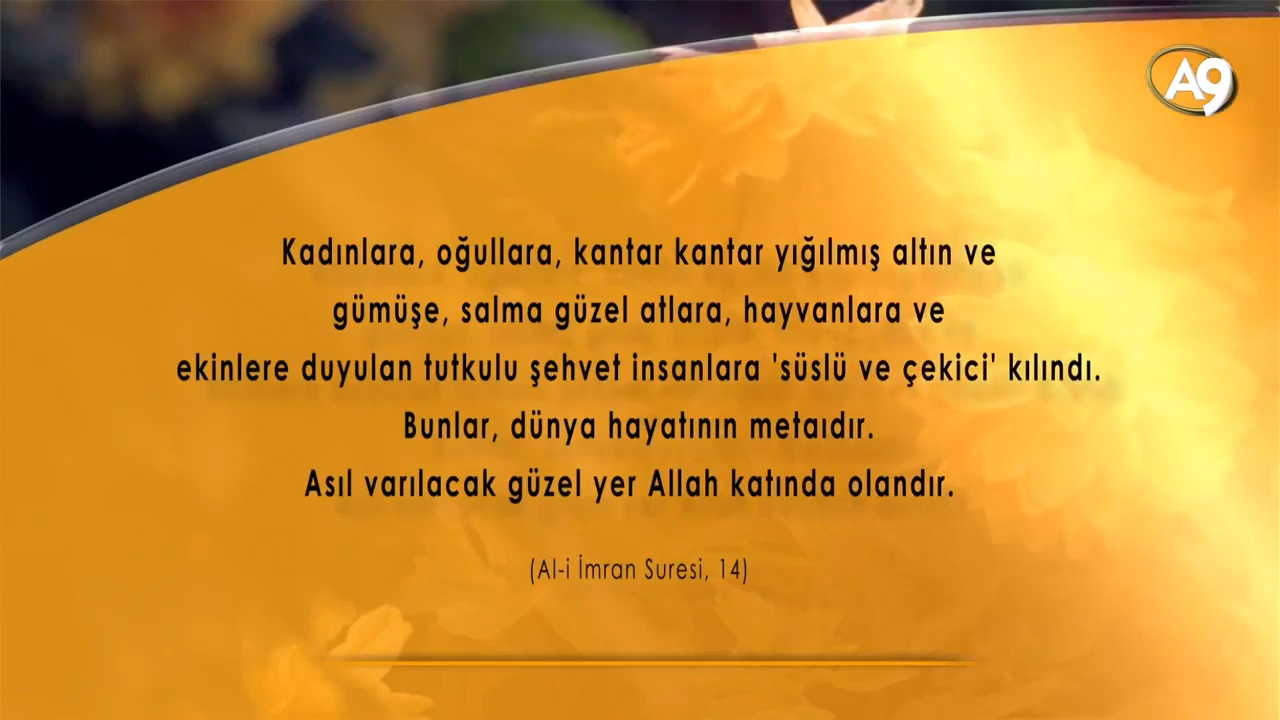 A9
Kadınlara, oğullara, kantar kantar yığılmış altın ve
gümüşe, salma güzel atlara, hayvanlara ve
ekinlere duyulan tutkulu şehvet insanlara 'süslü ve çekici' kılındı.
Bunlar, dünya hayatının metaıdır.
Asıl varılacak güzel yer Allah katında olandır.
(Al-i İmran Suresi, 14)